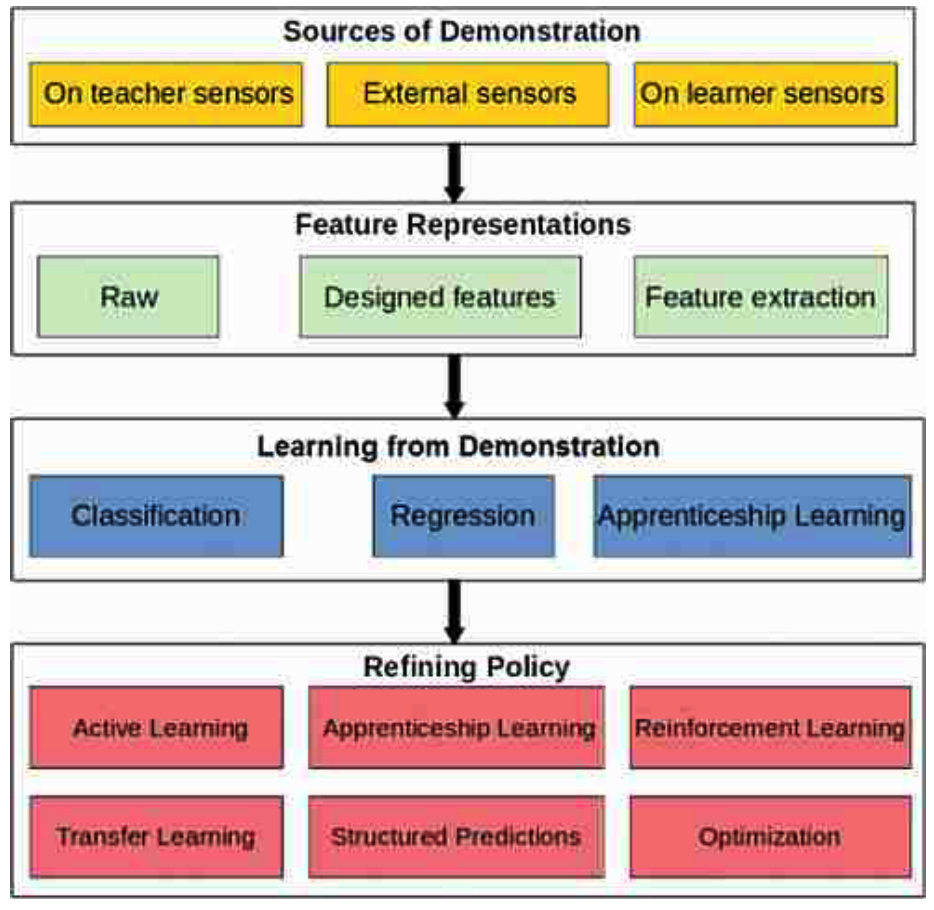 Sources of Demonstration
On teacher sensors
External sensors
On learner sensors
Feature Representations
Raw
Designed features
Feature extraction
Learning from Demonstration
Classification
Regression
Apprenticeship Learning
Refining Policy
Active Learning
Apprenticeship Learning
Reinforcement Learning
Transfer Learning
Structured Predictions
Optimization